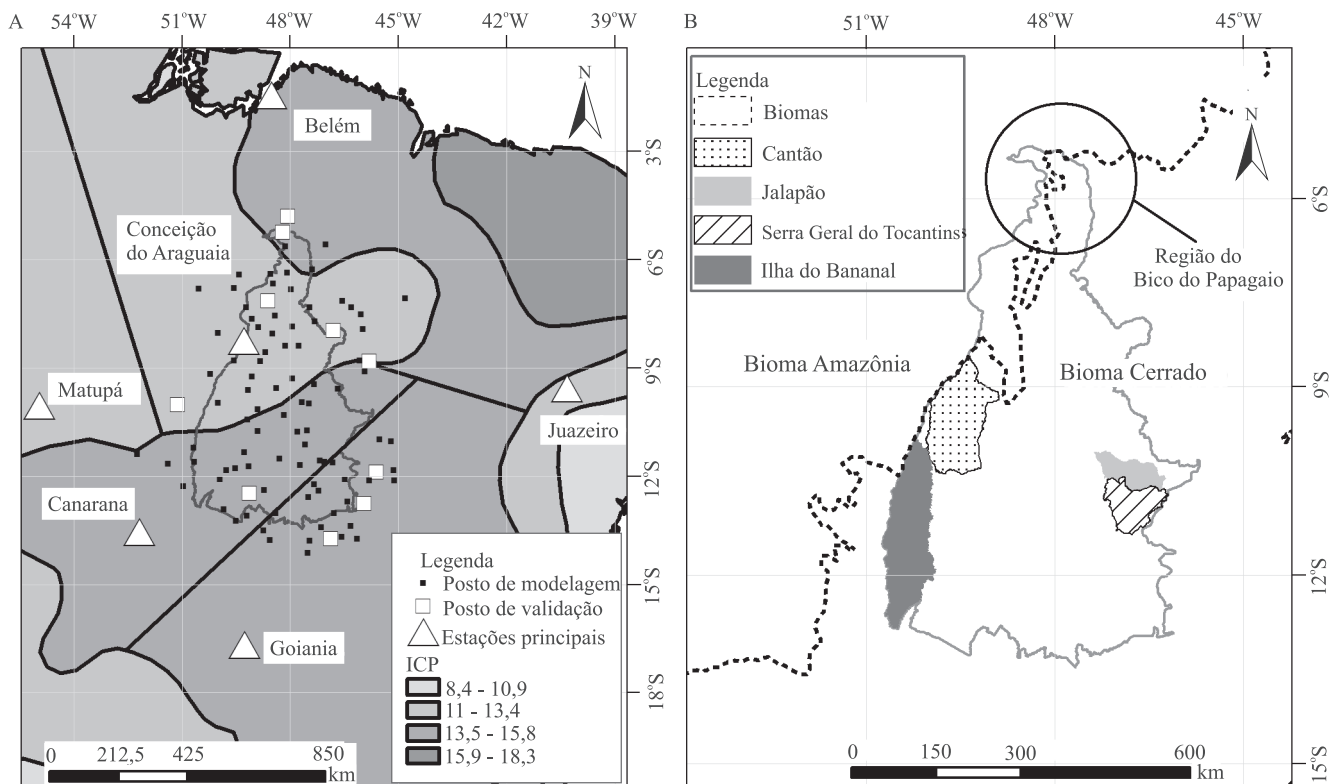 A
54°W
51°W
48°W
45°W
42°W
39°W
N
Belém
3°S
Conceição
do Araguaia
6°S
9°S
Matupá
Juazeiro
12°S
Canarana
Legenda
Posto de modelagem
Posto de validação
Estações principais
15°S
Goiania
ICP
8,4 - 10,9
11 - 13,4
13,5 - 15,8
15,9 - 18,3
18°S
0
212,5
425
850
km
B
51°W
48°W
45°W
Legenda
Biomas
Cantão
Jalapão
Serra Geral do Tocantins
Ilha do Bananal
N
6°S
Região do
Bico do Papagaio
Bioma Amazônia
Bioma Cerrado
9°S
12°S
0
150
300
600
km
15°S